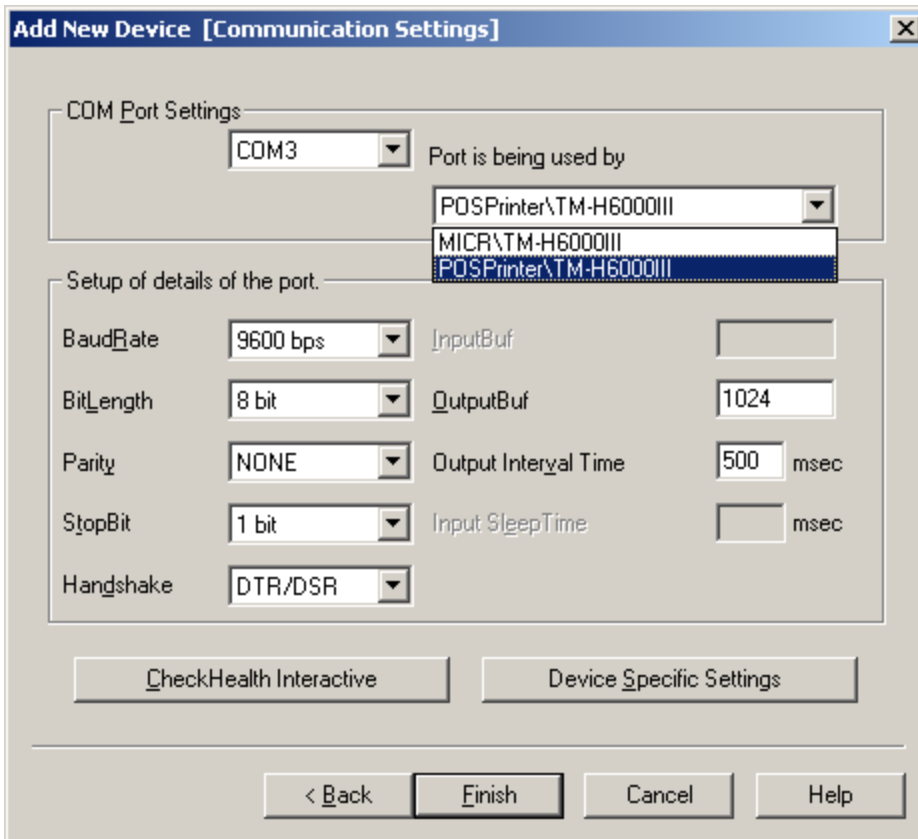 Add New Device [Communication Settings]
COM Port Settings
COM3
Port is being used by
POSPrinter\TM-H6000III
MICR\TM-H6000III
POSPrinter\TM-H6000III
Setup of details of the port.
BaudRate 9600 bps InputBuf
BitLength 8 bit OutputBuf 1024
Parity NONE Output Interval Time 500 msec
StopBit 1 bit Input SleepTime msec
Handshake DTR/DSR
CheckHealth Interactive Device Specific Settings
< Back Finish Cancel Help